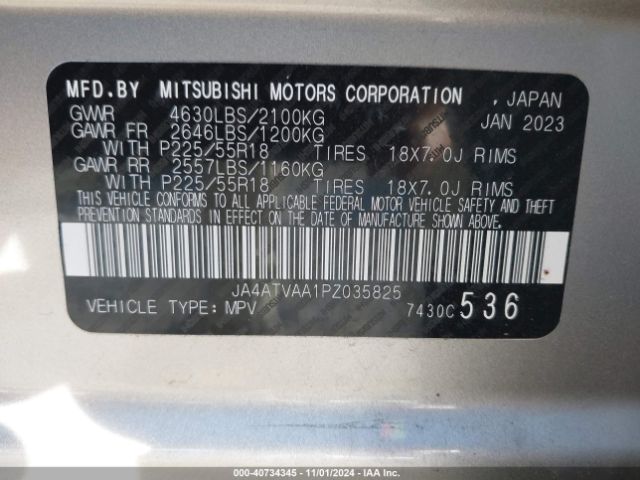 MFD.BY MITSUBISHI MOTORS CORPORATION , JAPAN
GVWR 4630LBS/2100KG JAN 2023
GAWR FR 2646LBS/1200KG
WITH P225/55R18 TIRES 18X7.0J RIMS
GAWR RR 2557LBS/1160KG
WITH P225/55R18 TIRES 18X7.0J RIMS
THIS VEHICLE CONFORMS TO ALL APPLICABLE FEDERAL MOTOR VEHICLE SAFETY AND THEFT
PREVENTION STANDARDS IN EFFECT ON THE DATE OF MANUFACTURE SHOWN ABOVE.
JA4ATVAA1PZ035825
VEHICLE TYPE: MPV 7430C 536
000-40734345 - 11/01/2024 - IAA Inc.